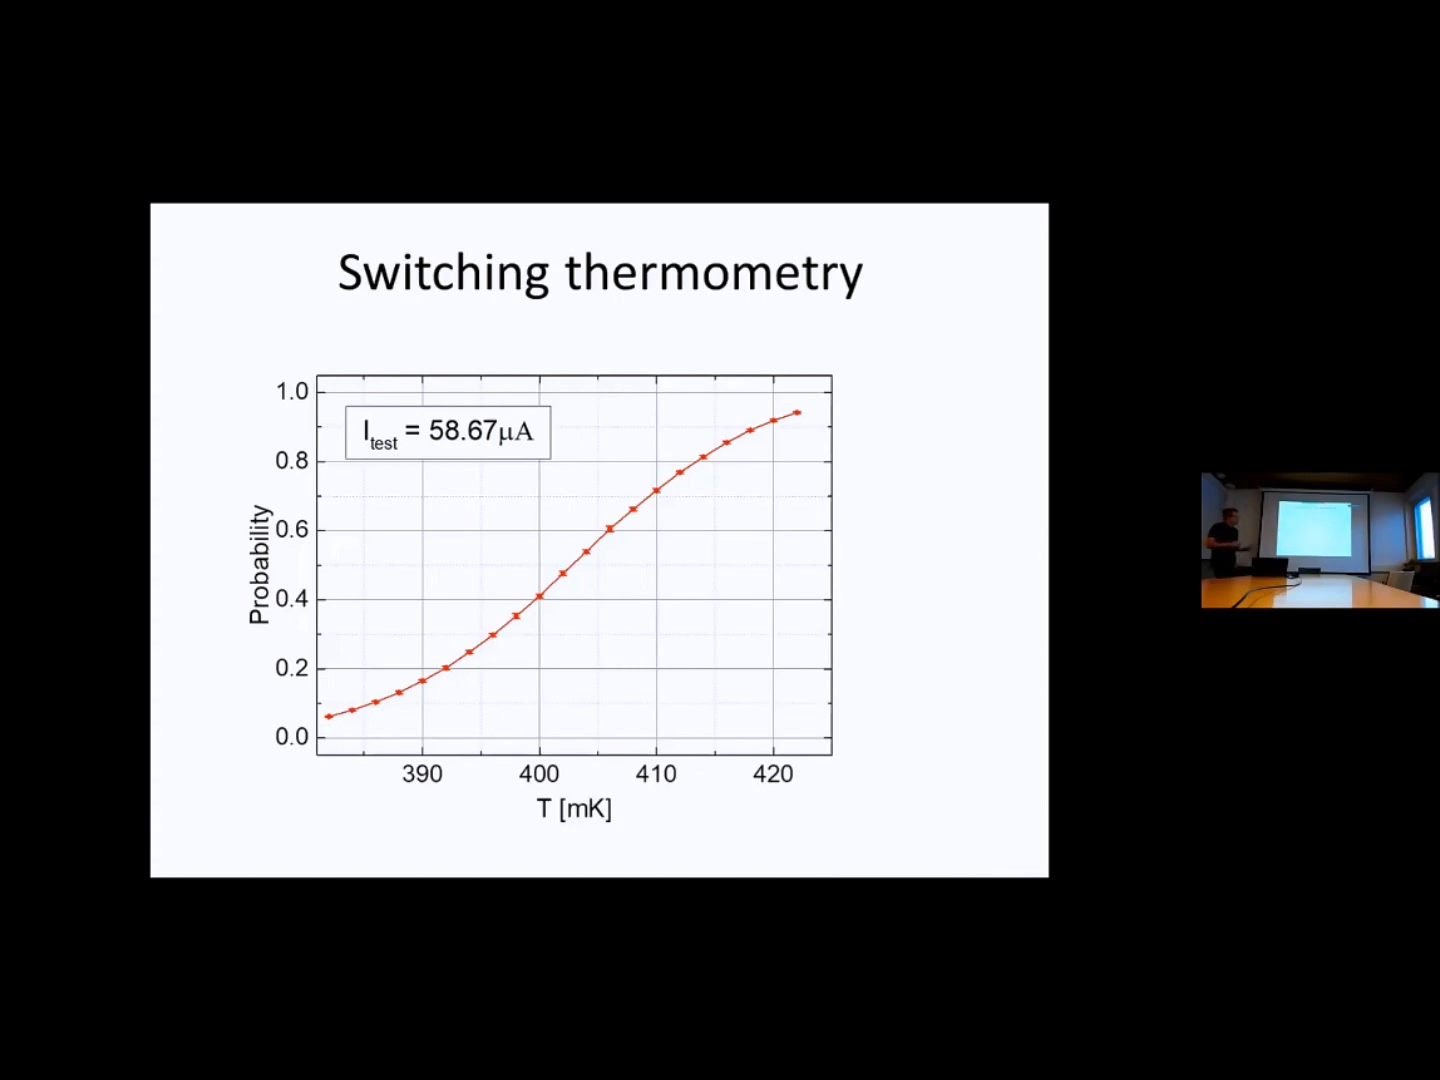 Switching thermometry
1.0
I_test = 58.67μA
0.8
0.6
0.4
0.2
0.0
Probability
390 400 410 420
T [mK]